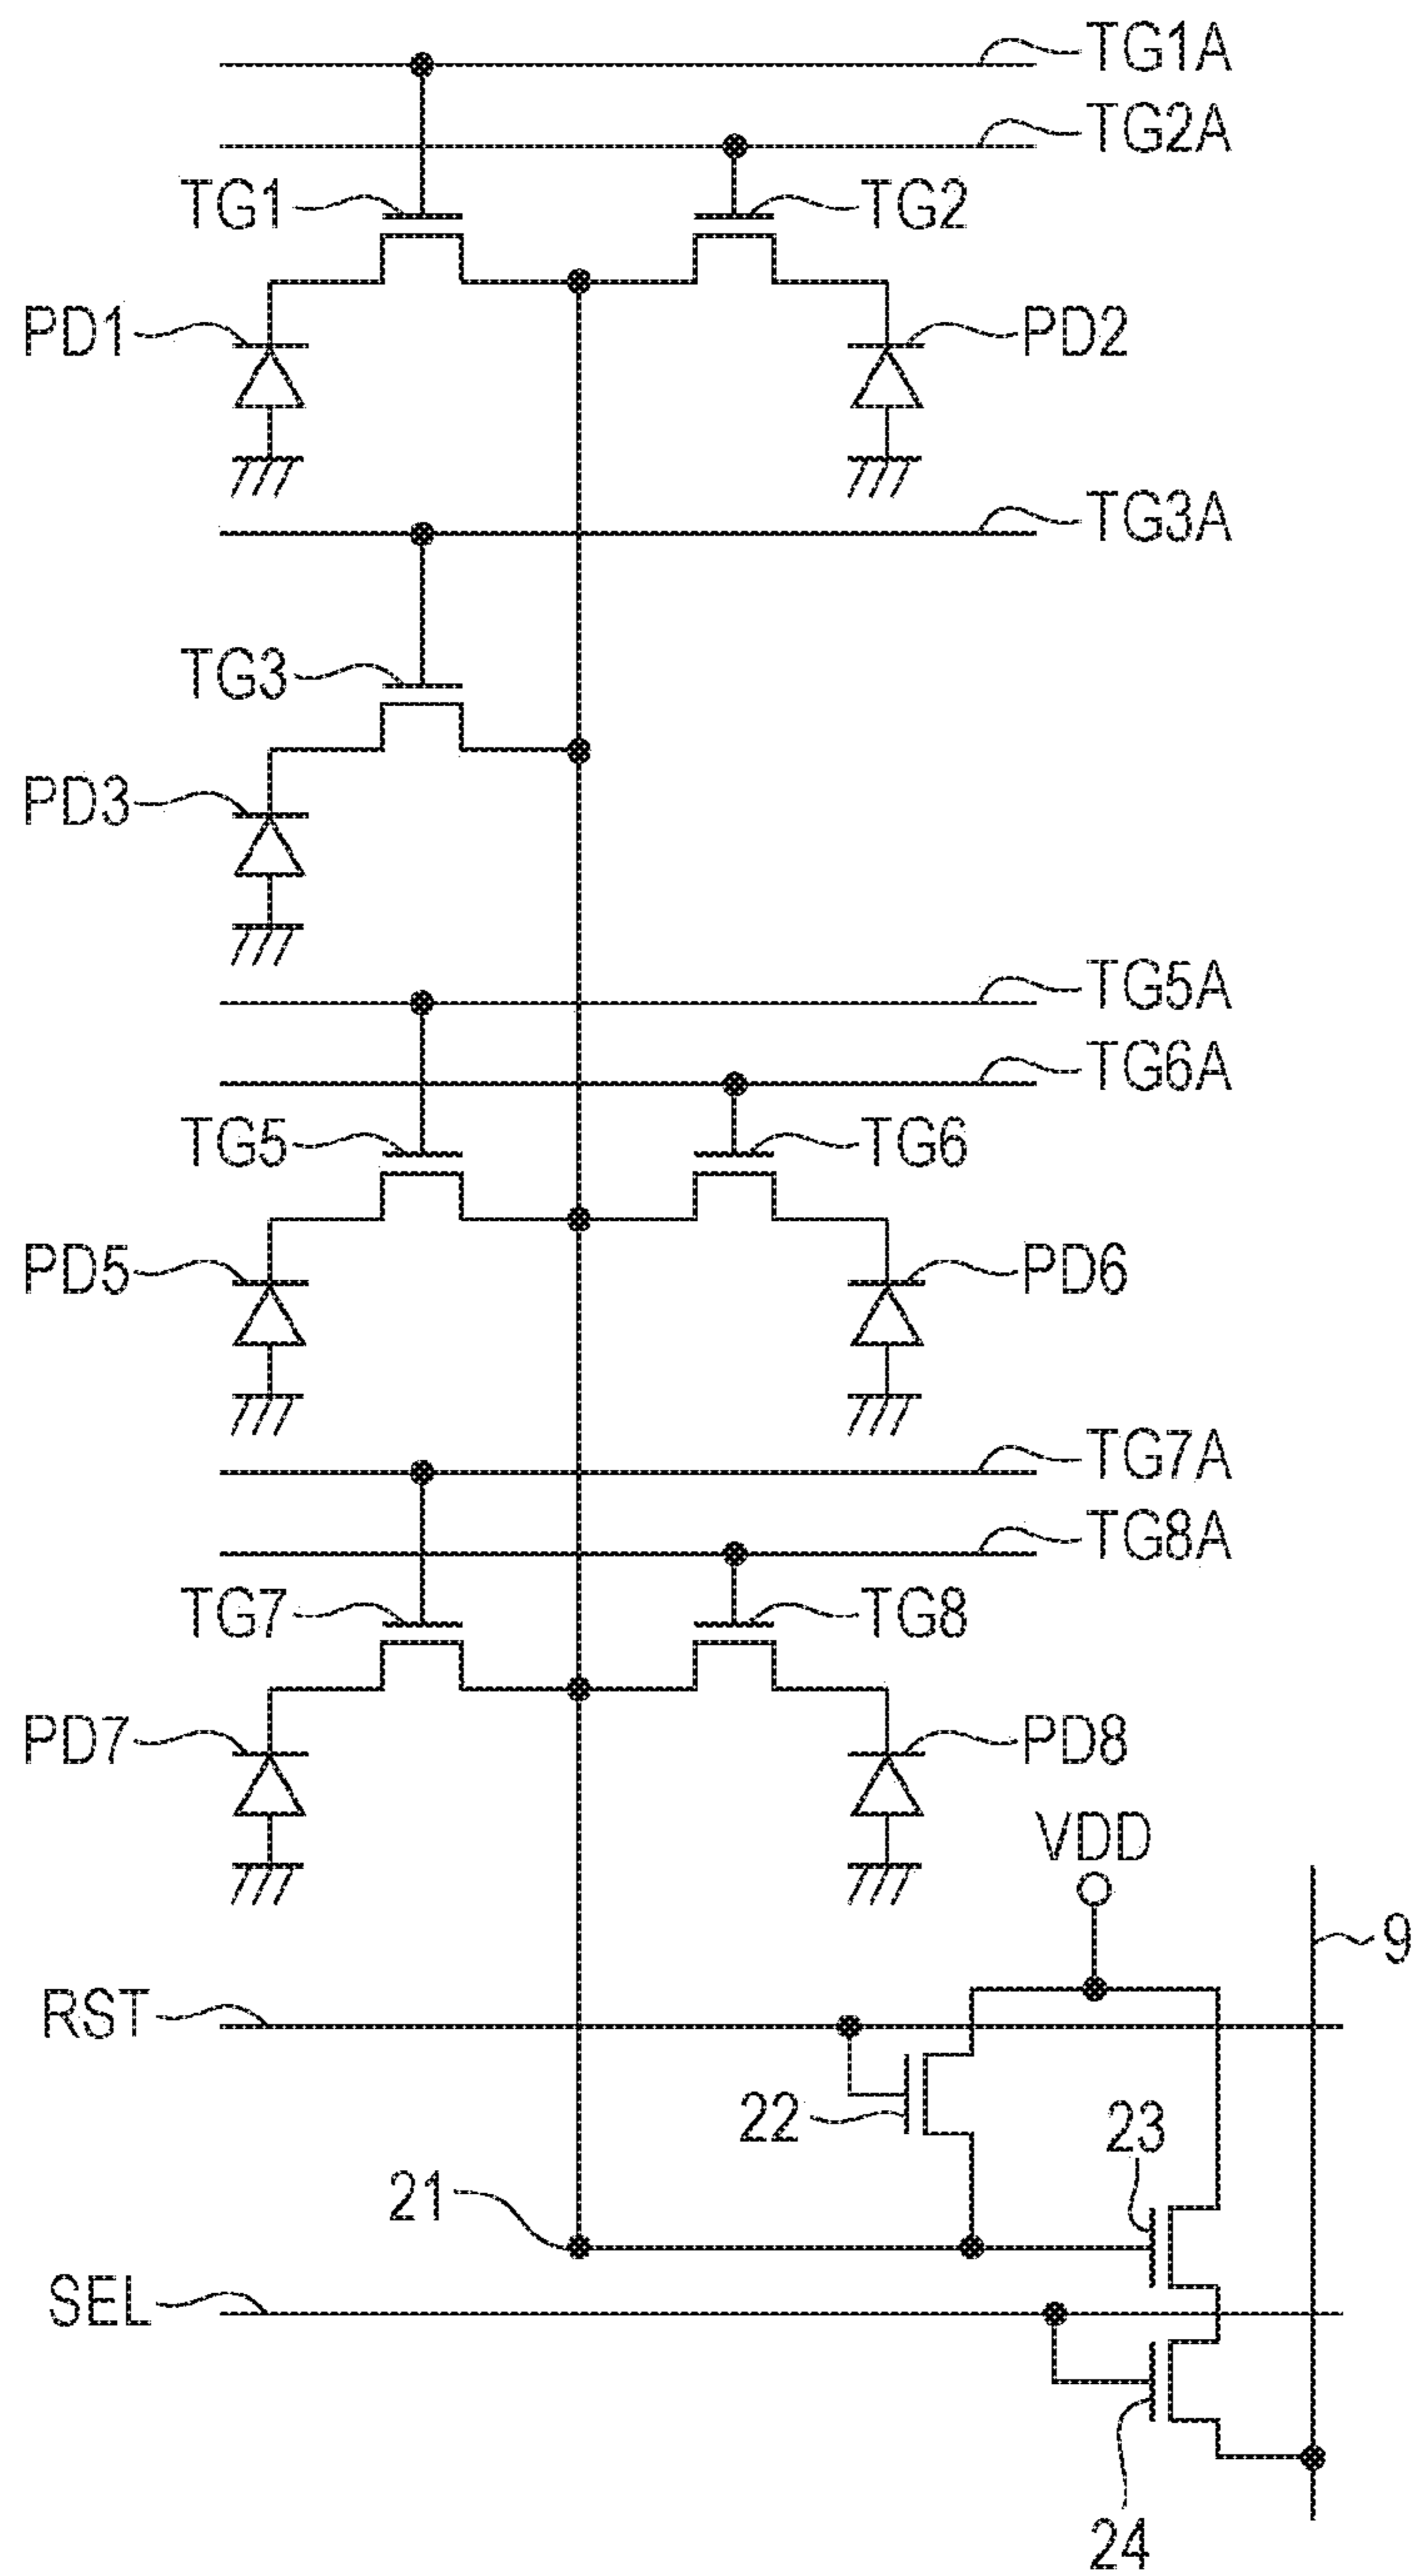 TG1A
TG2A
TG1
TG2
PD1
PD2
TG3A
TG3
PD3
TG5A
TG6A
TG5
TG6
PD5
PD6
TG7A
TG8A
TG7
TG8
PD7
PD8
VDD
9
RST
22
23
21
SEL
24